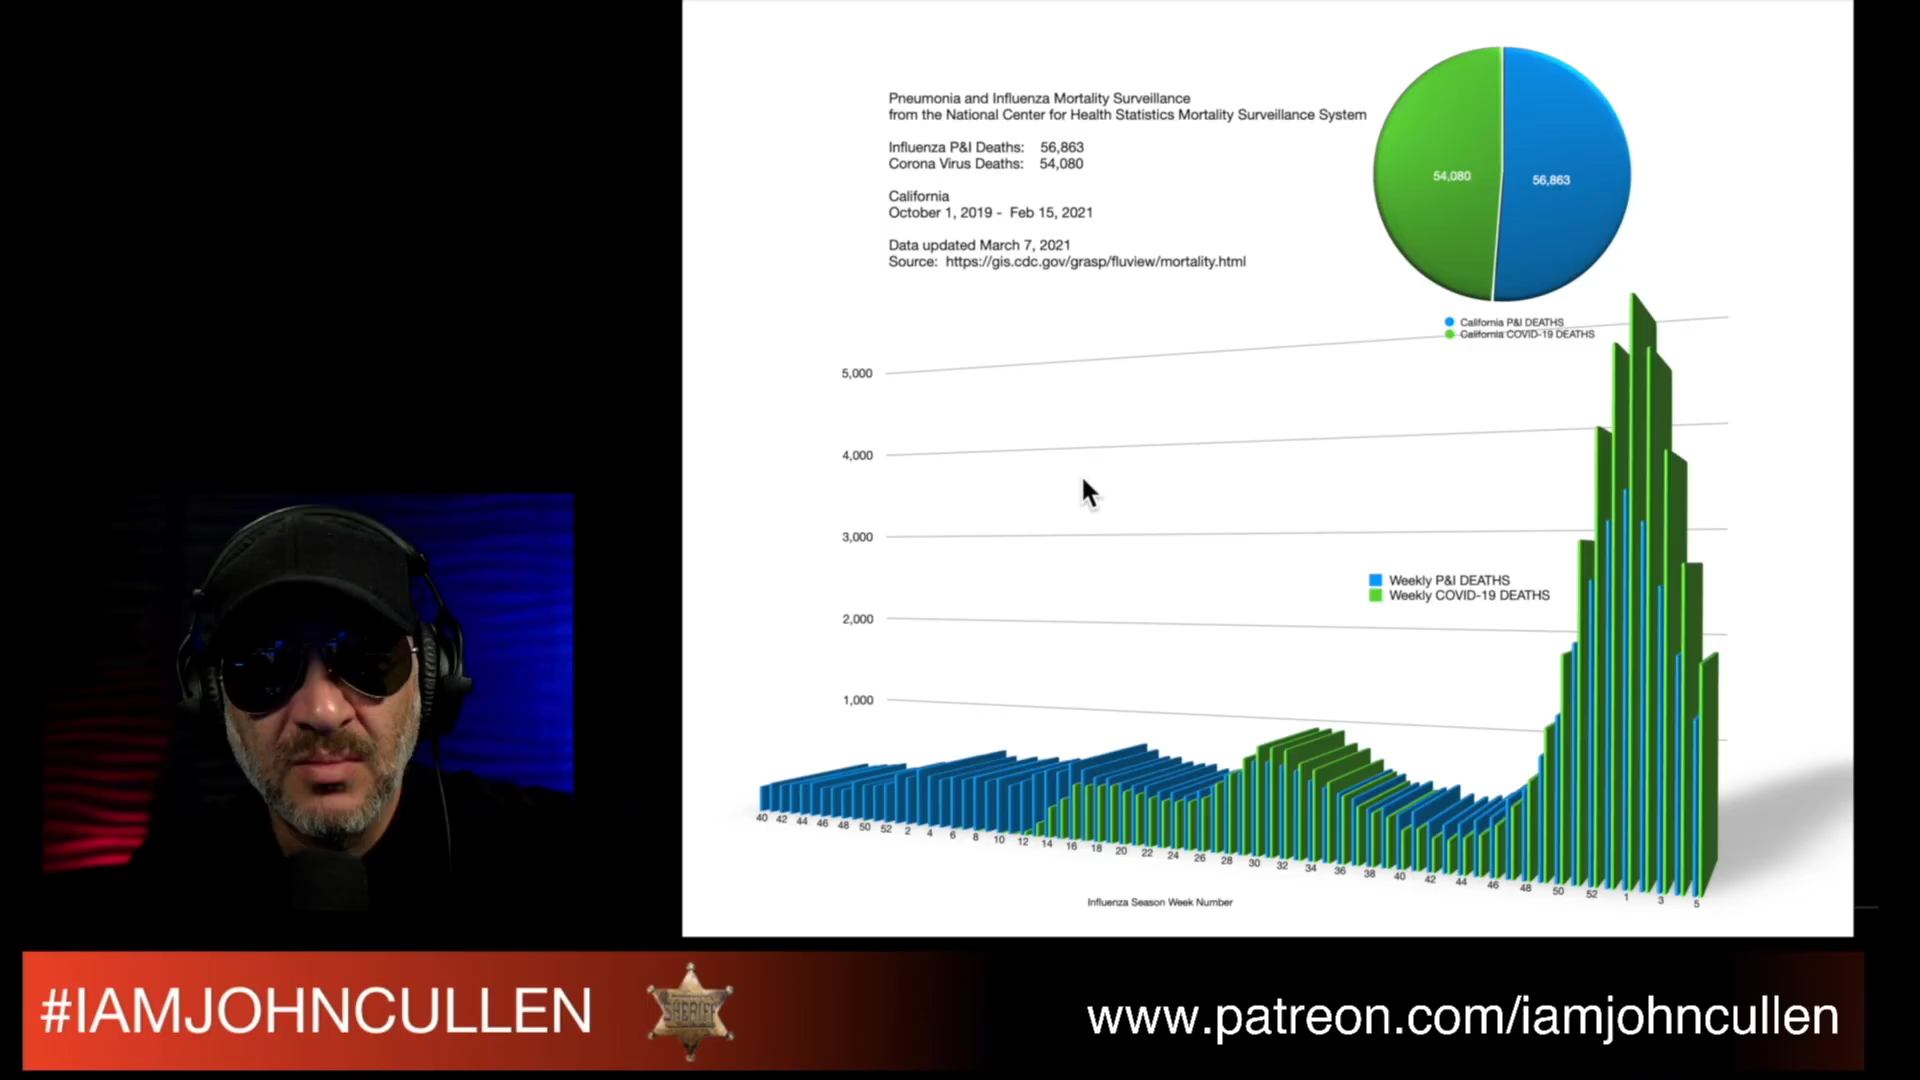 Pneumonia and Influenza Mortality Surveillance
from the National Center for Health Statistics Mortality Surveillance System
Influenza P&I Deaths: 56,863
Corona Virus Deaths: 54,080
California
October 1, 2019 - Feb 15, 2021
Data updated March 7, 2021
Source: https://gis.cdc.gov/grasp/fluview/mortality.html
54,080
56,863
California P&I DEATHS
California COVID-19 DEATHS
5,000
4,000
3,000
2,000
1,000
Weekly P&I DEATHS
Weekly COVID-19 DEATHS
40 42 44 46 48 50 52 2 4 6 8 10 12 14 16 18 20 22 24 26 28 30 32 34 36 38 40 42 44 46 48 50 52 1 3 5
Influenza Season Week Number
#IAMJOHNCULLEN
SHERIFF
www.patreon.com/iamjohncullen